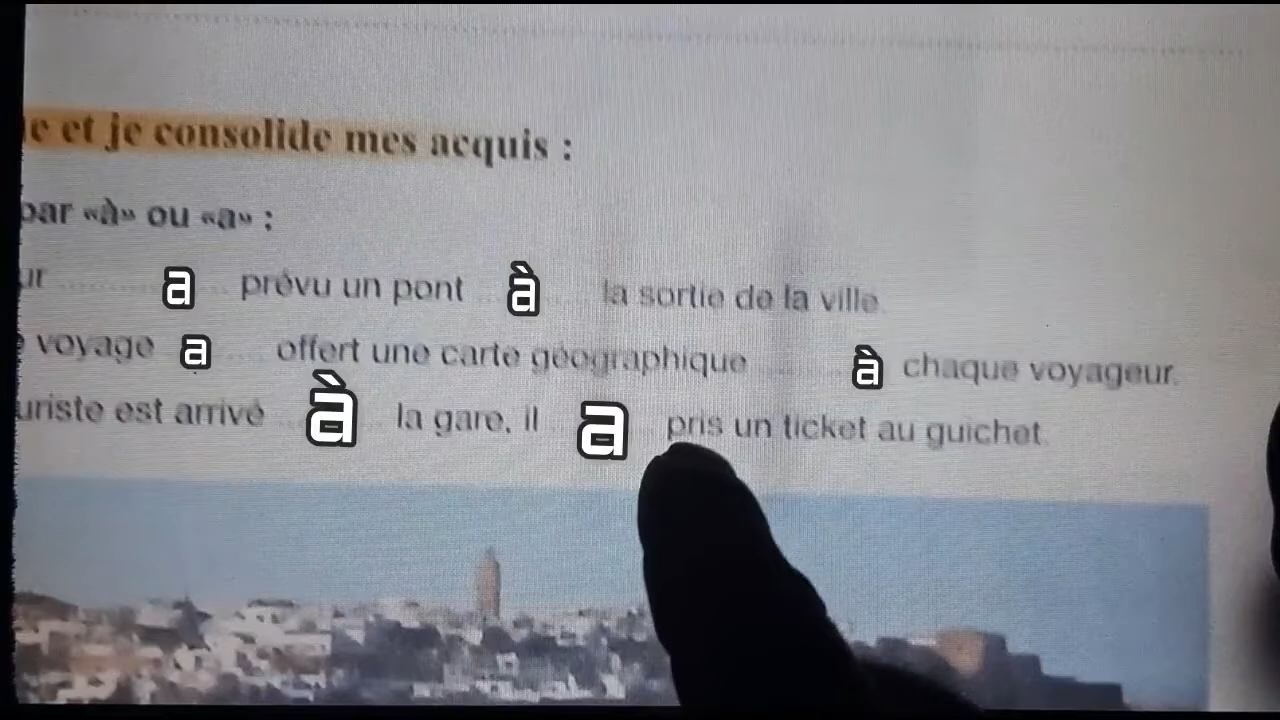 e et je consolide mes acquis :
par «à» ou «a» :
ur ........ a .. prévu un pont .. à ..... la sortie de la ville.
voyage a .... offert une carte géographique ..... à chaque voyageur.
uriste est arrivé .. à la gare, il .. a .. pris un ticket au guichet.